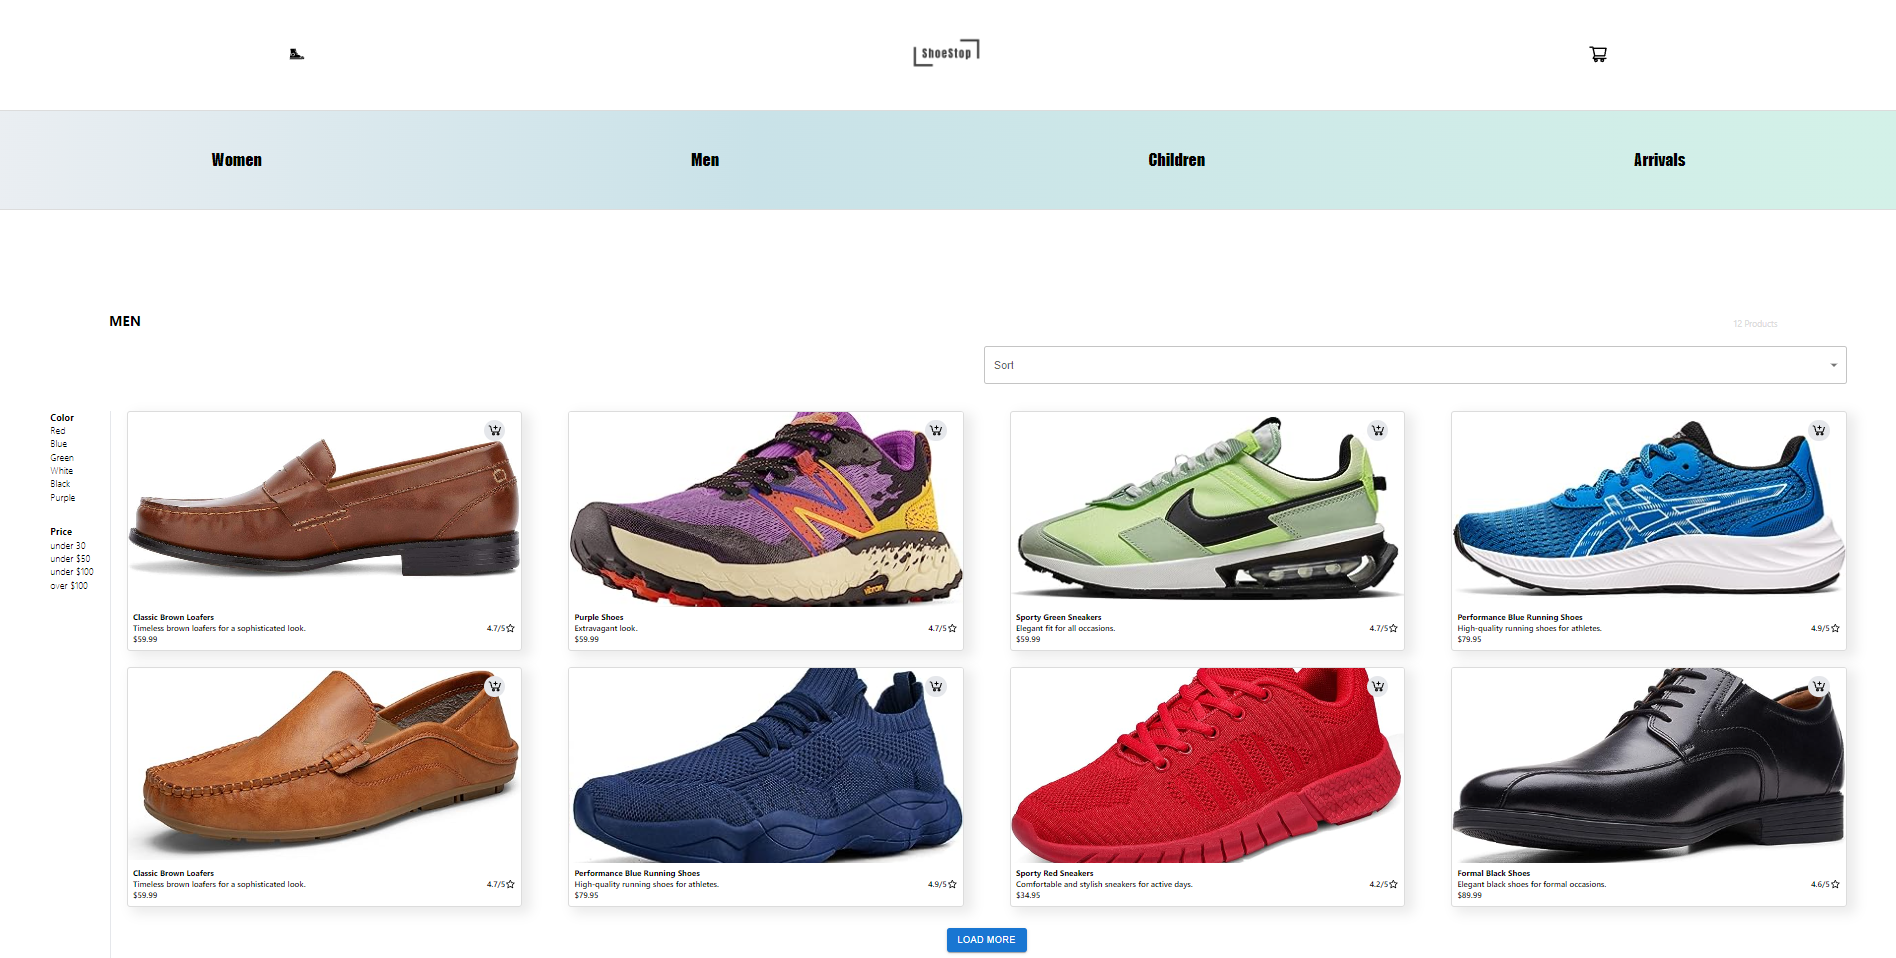 ShoeStop
Women
Men
Children
Arrivals
MEN
12 Products
Sort
Color
Red
Blue
Green
White
Black
Purple
Price
under 30
under $50
under $100
over $100
Classic Brown Loafers
Timeless brown loafers for a sophisticated look.
4.7/5
$59.99
vibram
Purple Shoes
Extravagant look.
4.7/5
$59.99
Sporty Green Sneakers
Elegant fit for all occasions.
4.7/5
$59.99
Performance Blue Running Shoes
High-quality running shoes for athletes.
4.9/5
$79.95
Classic Brown Loafers
Timeless brown loafers for a sophisticated look.
4.7/5
$59.99
Performance Blue Running Shoes
High-quality running shoes for athletes.
4.9/5
$79.95
Sporty Red Sneakers
Comfortable and stylish sneakers for active days.
4.2/5
$34.95
Formal Black Shoes
Elegant black shoes for formal occasions.
4.6/5
$89.99
LOAD MORE